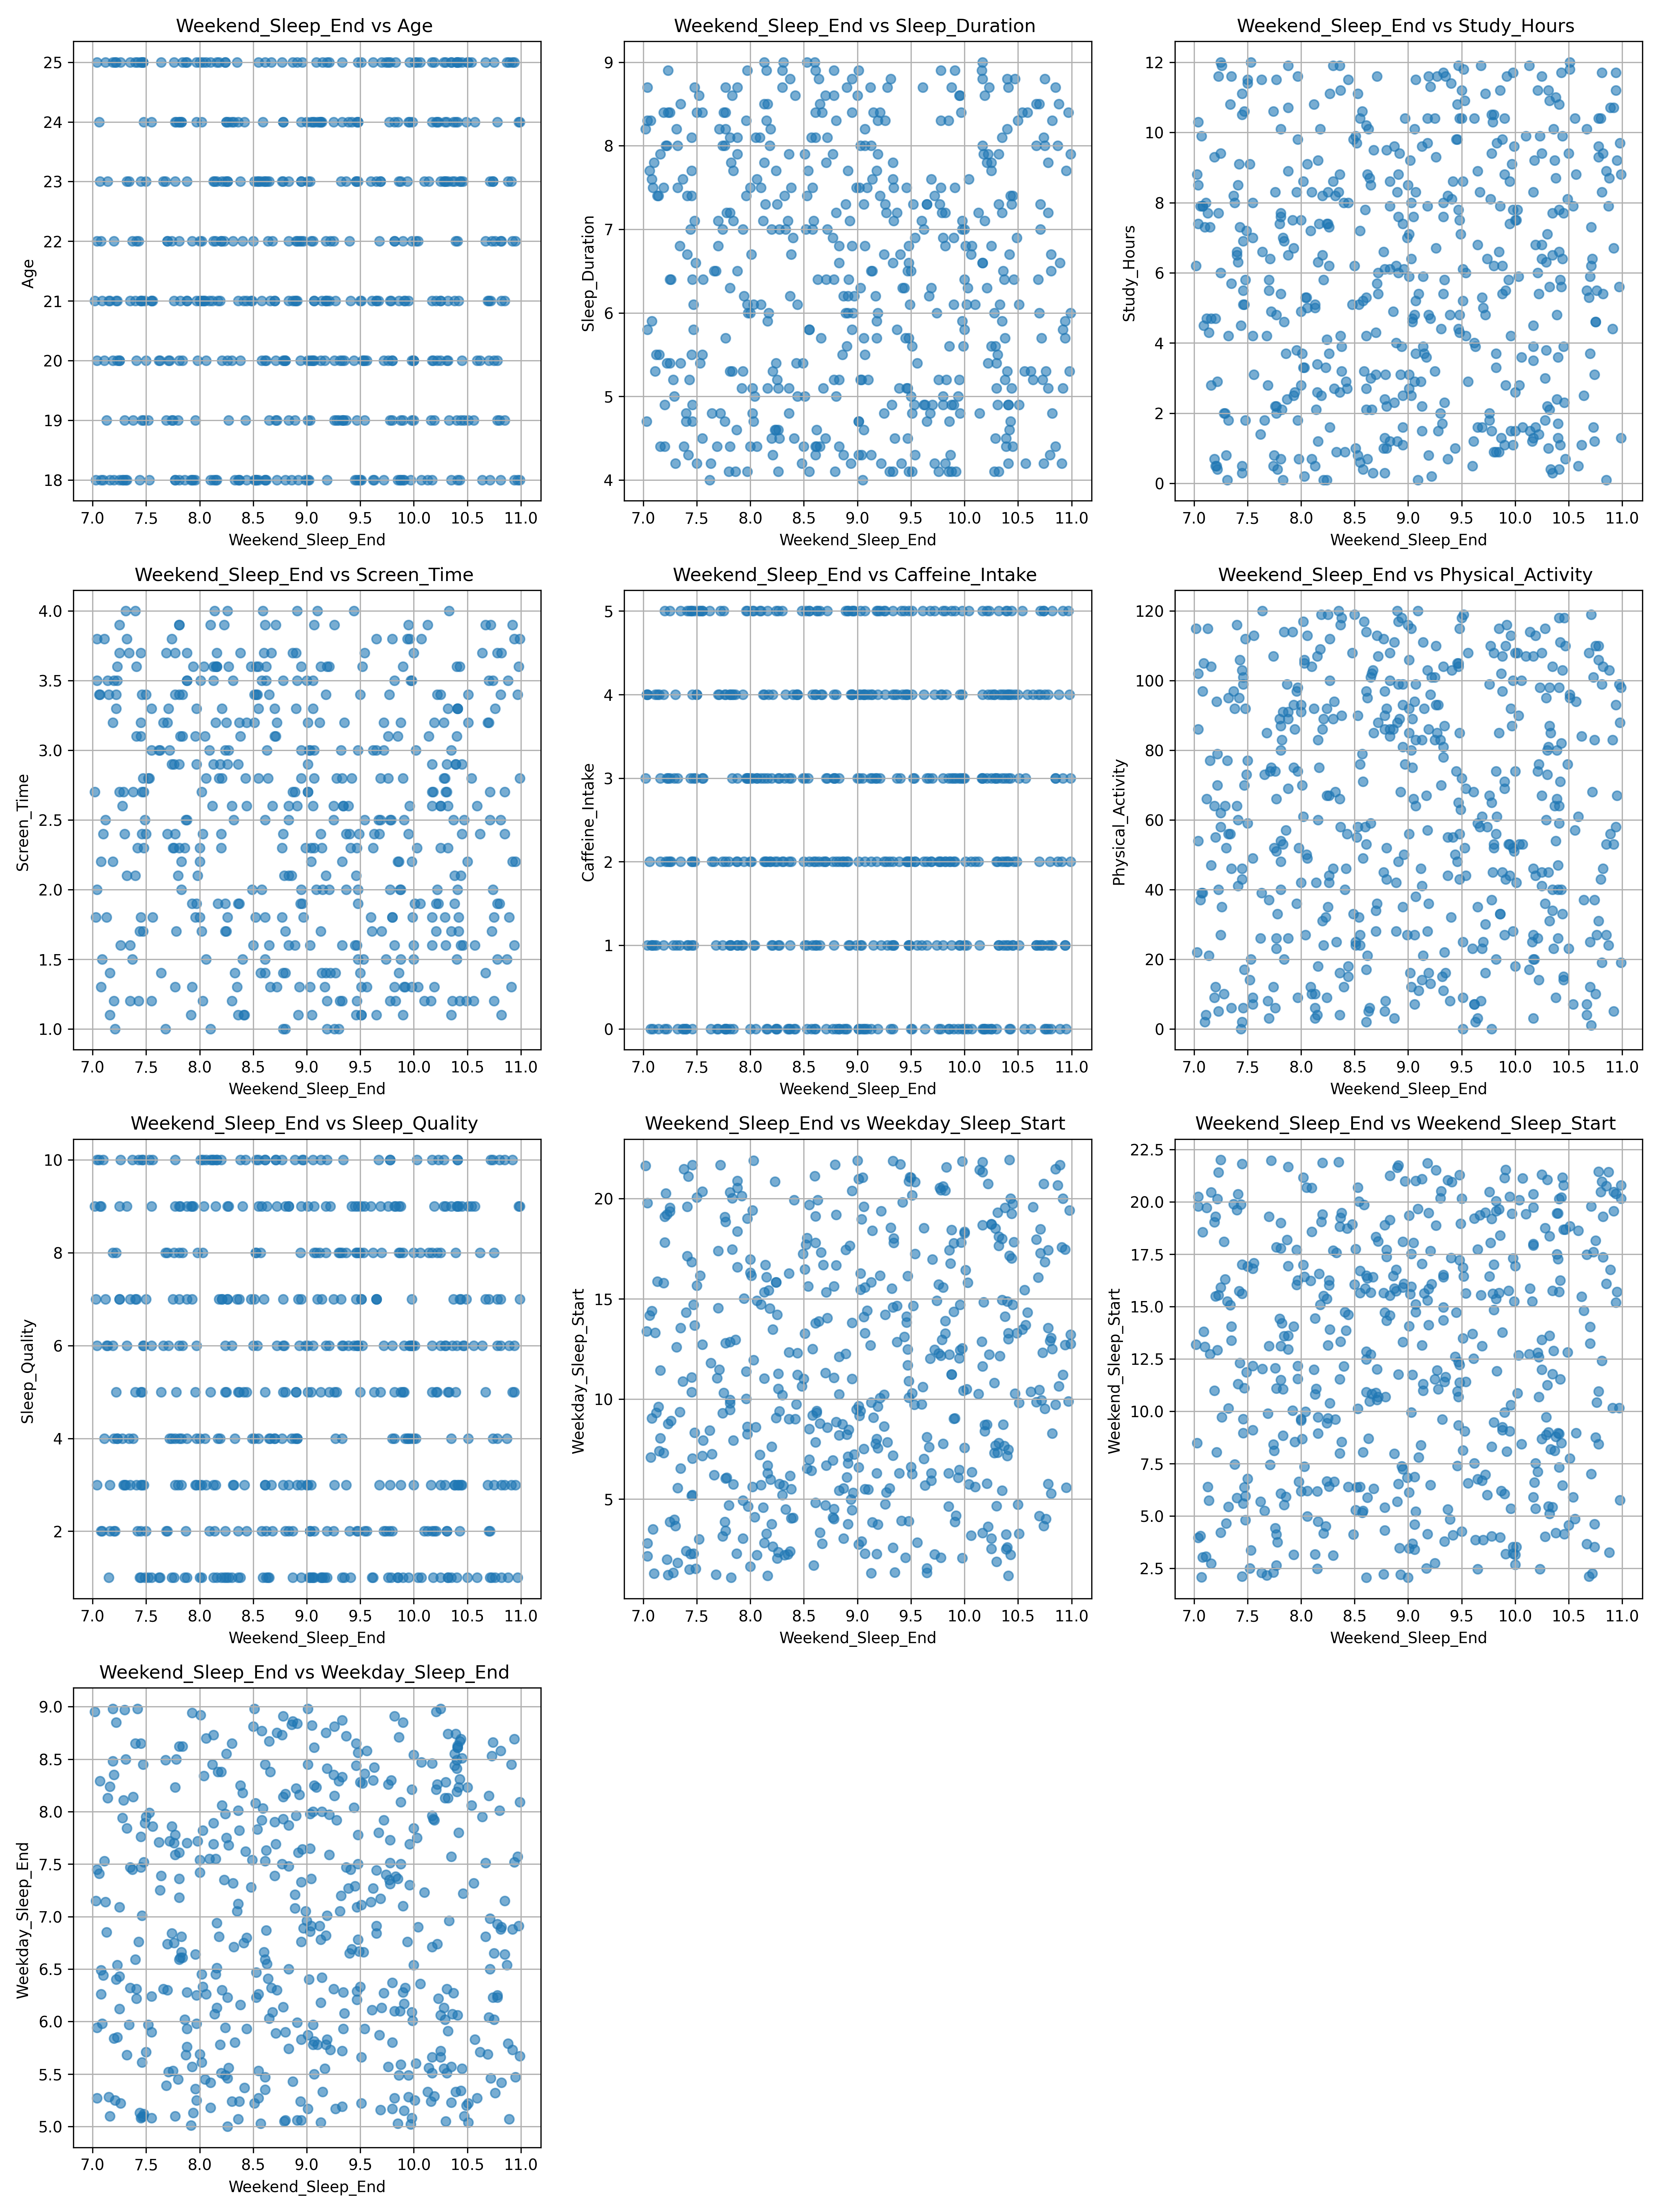 Weekend_Sleep_End vs Age
Age
25
24
23
22
21
20
19
18
7.0 7.5 8.0 8.5 9.0 9.5 10.0 10.5 11.0
Weekend_Sleep_End
Weekend_Sleep_End vs Sleep_Duration
Sleep_Duration
9
8
7
6
5
4
7.0 7.5 8.0 8.5 9.0 9.5 10.0 10.5 11.0
Weekend_Sleep_End
Weekend_Sleep_End vs Study_Hours
Study_Hours
12
10
8
6
4
2
0
7.0 7.5 8.0 8.5 9.0 9.5 10.0 10.5 11.0
Weekend_Sleep_End
Weekend_Sleep_End vs Screen_Time
Screen_Time
4.0
3.5
3.0
2.5
2.0
1.5
1.0
7.0 7.5 8.0 8.5 9.0 9.5 10.0 10.5 11.0
Weekend_Sleep_End
Weekend_Sleep_End vs Caffeine_Intake
Caffeine_Intake
5
4
3
2
1
0
7.0 7.5 8.0 8.5 9.0 9.5 10.0 10.5 11.0
Weekend_Sleep_End
Weekend_Sleep_End vs Physical_Activity
Physical_Activity
120
100
80
60
40
20
0
7.0 7.5 8.0 8.5 9.0 9.5 10.0 10.5 11.0
Weekend_Sleep_End
Weekend_Sleep_End vs Sleep_Quality
Sleep_Quality
10
8
6
4
2
7.0 7.5 8.0 8.5 9.0 9.5 10.0 10.5 11.0
Weekend_Sleep_End
Weekend_Sleep_End vs Weekday_Sleep_Start
Weekday_Sleep_Start
20
15
10
5
7.0 7.5 8.0 8.5 9.0 9.5 10.0 10.5 11.0
Weekend_Sleep_End
Weekend_Sleep_End vs Weekend_Sleep_Start
Weekend_Sleep_Start
22.5
20.0
17.5
15.0
12.5
10.0
7.5
5.0
2.5
7.0 7.5 8.0 8.5 9.0 9.5 10.0 10.5 11.0
Weekend_Sleep_End
Weekend_Sleep_End vs Weekday_Sleep_End
Weekday_Sleep_End
9.0
8.5
8.0
7.5
7.0
6.5
6.0
5.5
5.0
7.0 7.5 8.0 8.5 9.0 9.5 10.0 10.5 11.0
Weekend_Sleep_End